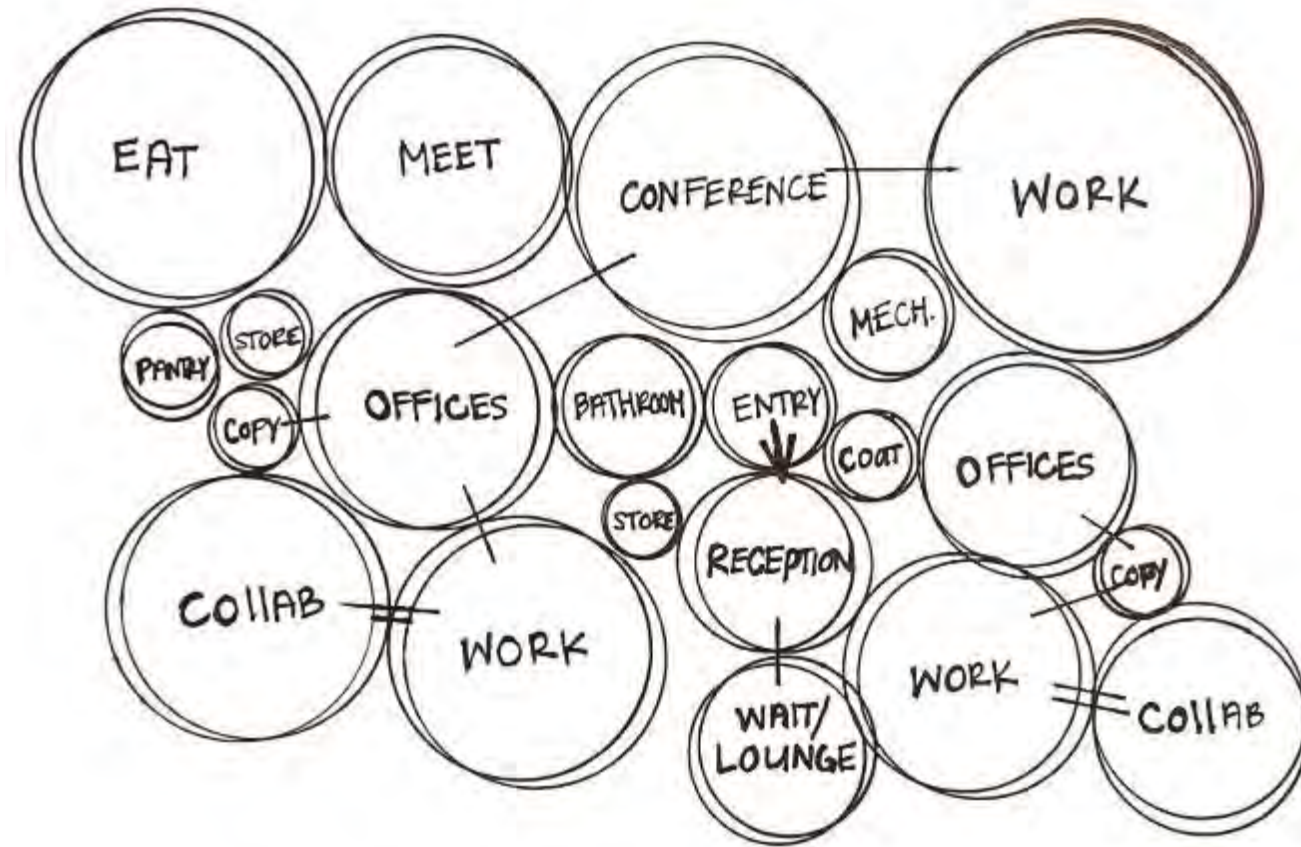 EAT
MEET
CONFERENCE
WORK
MECH.
STORE
PANTRY
COPY
OFFICES
BATHROOM
ENTRY
COAT
OFFICES
STORE
RECEPTION
COPY
COllAB
WORK
WORK
WAIT/
LOUNGE
COllAB